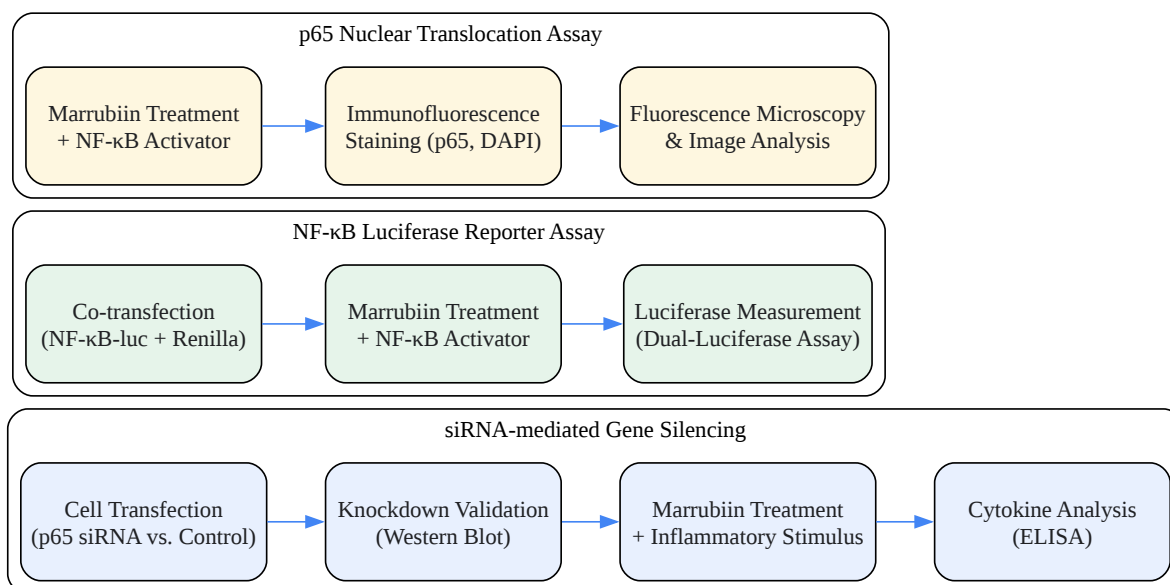 p65 Nuclear Translocation Assay
Marrubiin Treatment
+ NF-κB Activator
Immunofluorescence
Staining (p65, DAPI)
Fluorescence Microscopy
& Image Analysis
NF-κB Luciferase Reporter Assay
Co-transfection
(NF-κB-luc + Renilla)
Marrubiin Treatment
+ NF-κB Activator
Luciferase Measurement
(Dual-Luciferase Assay)
siRNA-mediated Gene Silencing
Cell Transfection
(p65 siRNA vs. Control)
Knockdown Validation
(Western Blot)
Marrubiin Treatment
+ Inflammatory Stimulus
Cytokine Analysis
(ELISA)